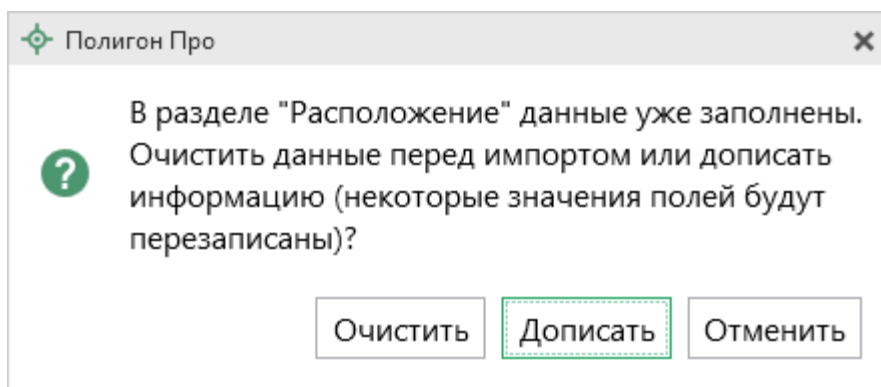 Полигон Про
В разделе "Расположение" данные уже заполнены.
Очистить данные перед импортом или дописать
информацию (некоторые значения полей будут
перезаписаны)?
Очистить Дописать Отменить